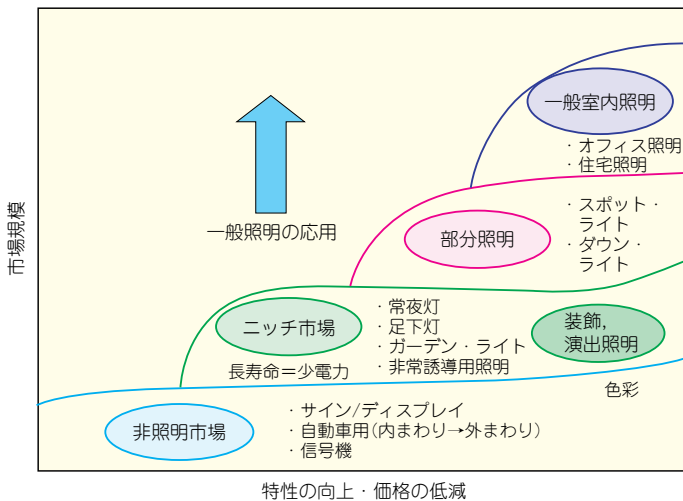 市場規模
一般室内照明
・オフィス照明
・住宅照明
一般照明の応用
部分照明
・スポット・
ライト
・ダウン・
ライト
ニッチ市場
長寿命＝少電力
・常夜灯
・足下灯
・ガーデン・ライト
・非常誘導用照明
装飾，
演出照明
色彩
非照明市場
・サイン/ディスプレイ
・自動車用(内まわり→外まわり)
・信号機
特性の向上・価格の低減